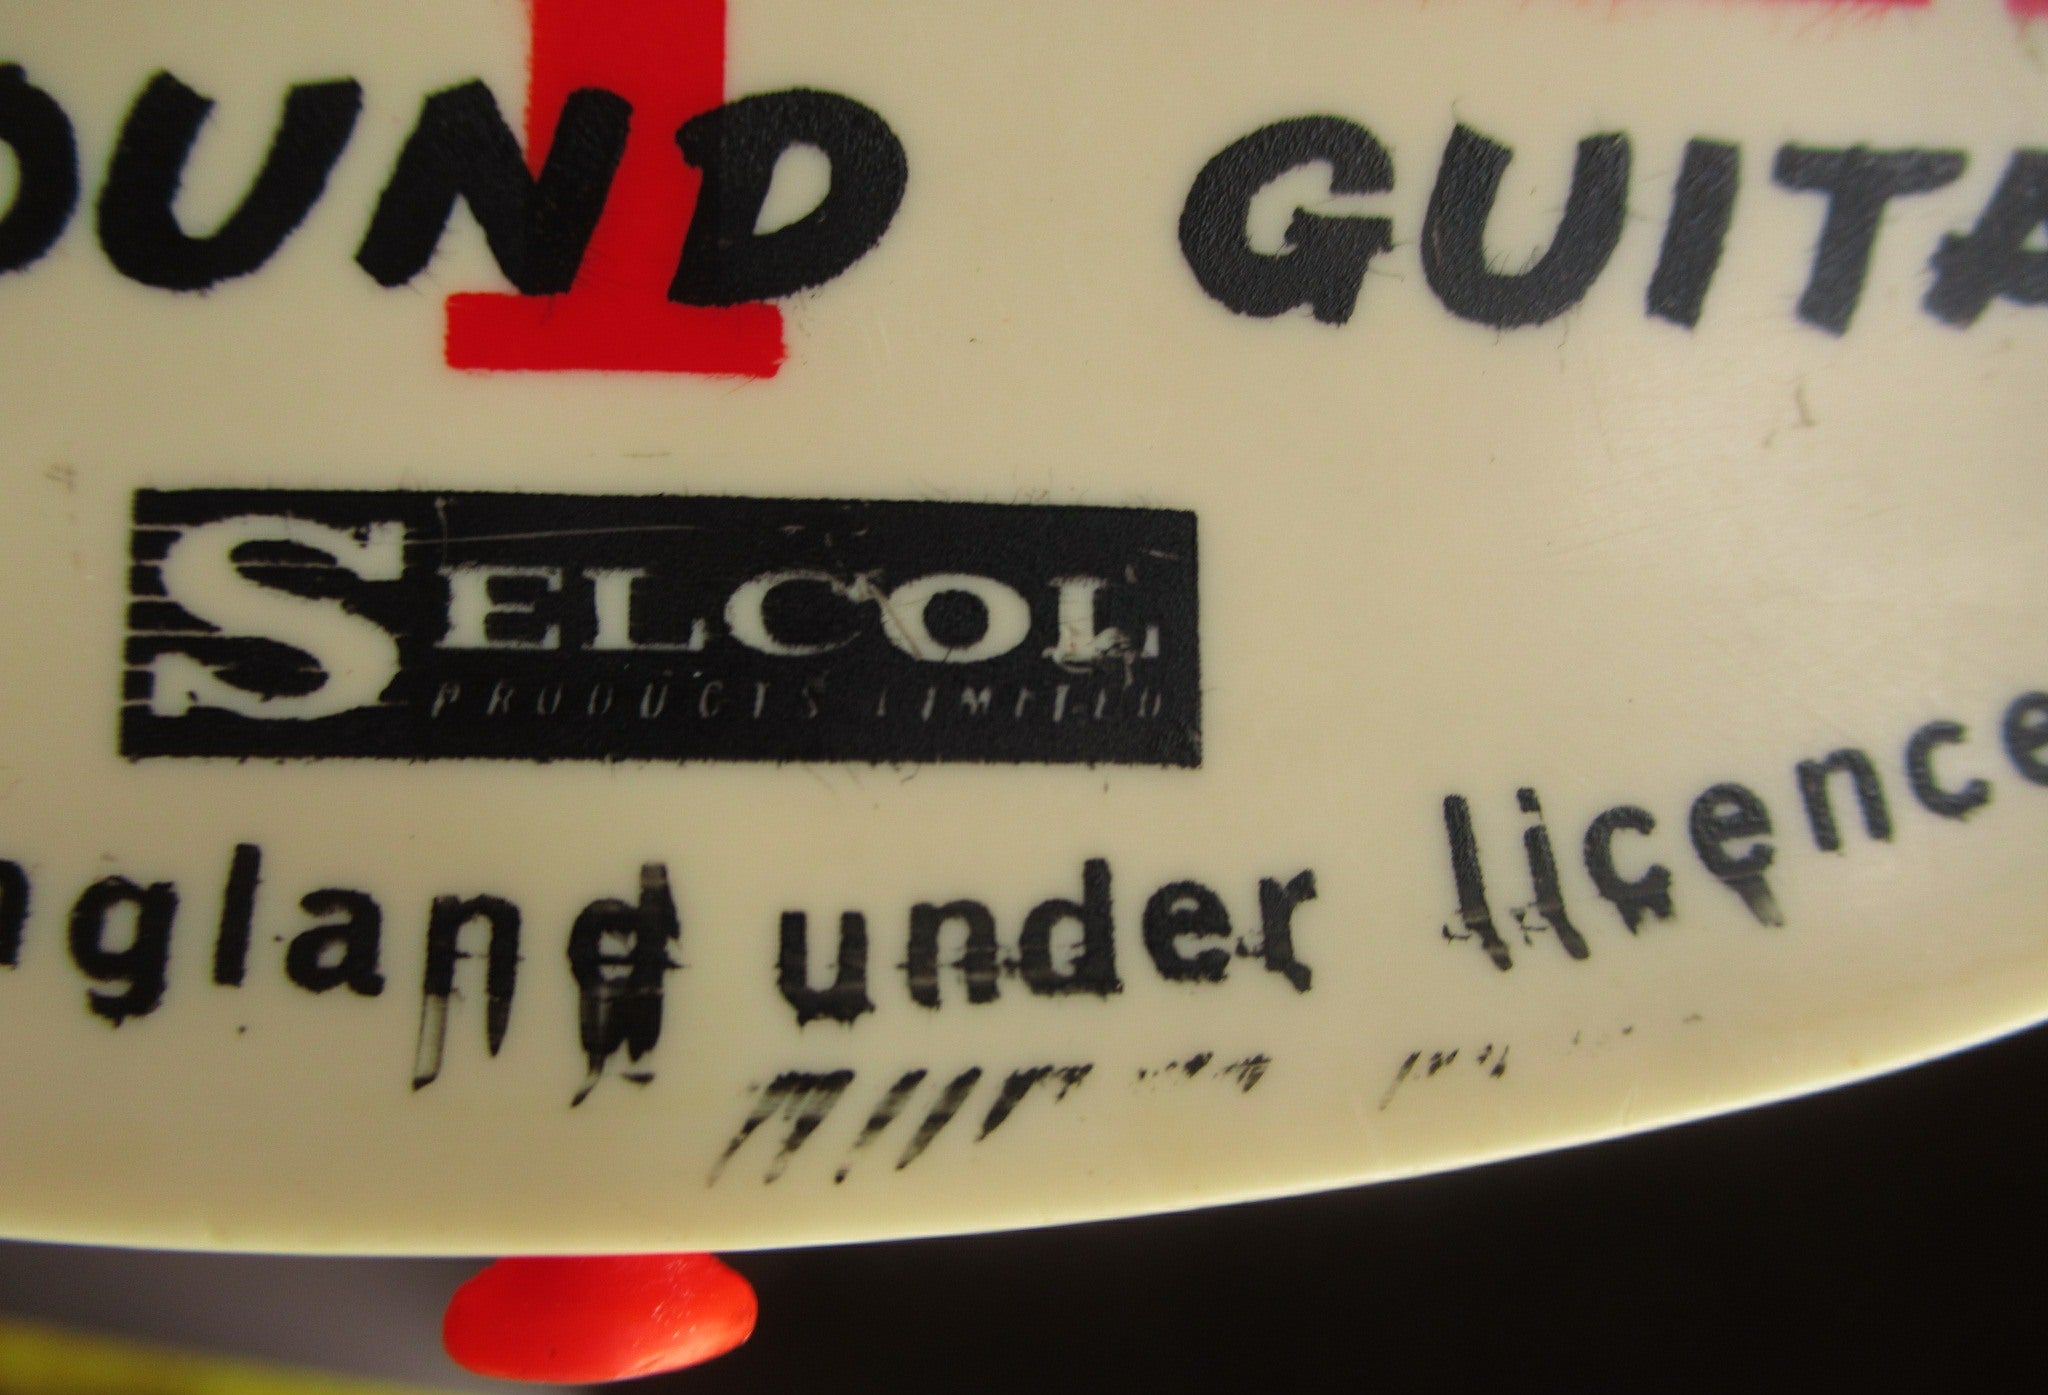 OUND GUITA
SELCOL
PRODUCTS LIMITED
ngland under licence